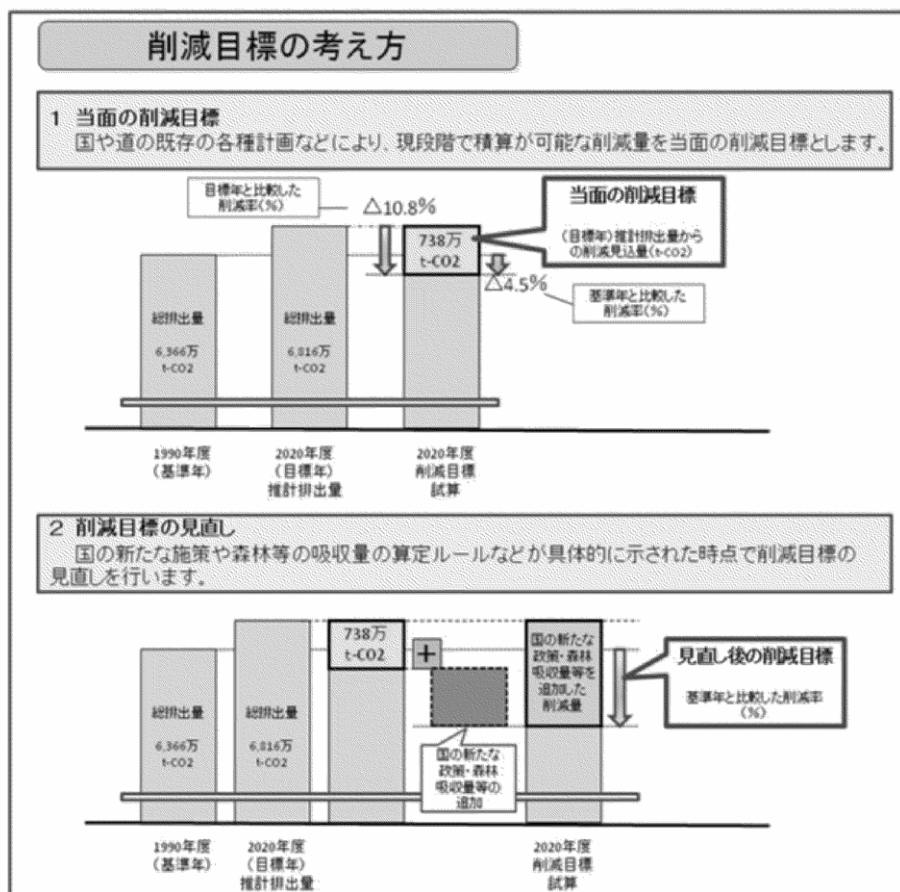 削減目標の考え方
1 当面の削減目標
国や道の既存の各種計画などにより、現段階で積算が可能な削減量を当面の削減目標とします。
目標年と比較した
削減率(%)
△10.8%
738万
t-CO2
当面の削減目標
(目標年)推計排出量から
の削減見込量(t-CO2)
△4.5%
基準年と比較した
削減率(%)
総排出量
6,366万
t-CO2
総排出量
6,816万
t-CO2
1990年度
(基準年)
2020年度
(目標年)
推計排出量
2020年度
削減目標
試算
2 削減目標の見直し
国の新たな施策や森林等の吸収量の算定ルールなどが具体的に示された時点で削減目標の
見直しを行います。
738万
t-CO2
+
国の新たな
政策・森林
吸収量等を
追加した
削減量
見直し後の削減目標
基準年と比較した削減率
(%)
総排出量
6,366万
t-CO2
総排出量
6,816万
t-CO2
国の新たな
政策・森林
吸収量等の
追加
1990年度
(基準年)
2020年度
(目標年)
推計排出量
2020年度
削減目標
試算